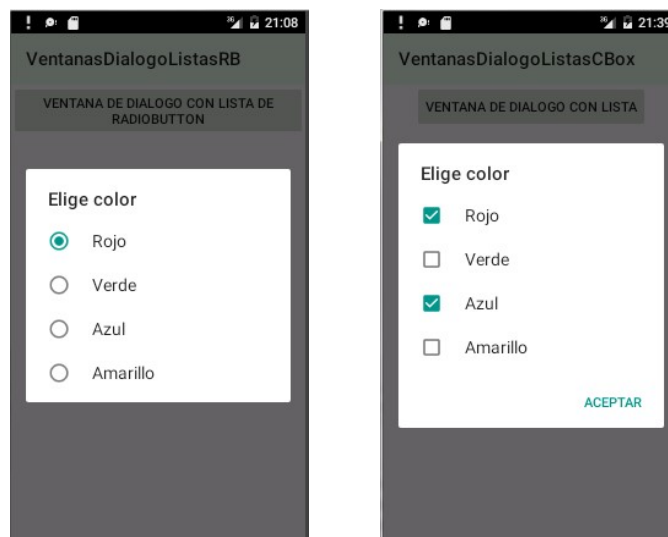 21:08
VentanasDialogoListasRB
VENTANA DE DIALOGO CON LISTA DE
RADIOBUTTON
Elige color
Rojo
Verde
Azul
Amarillo
21:39
VentanasDialogoListasCBox
VENTANA DE DIALOGO CON LISTA
Elige color
Rojo
Verde
Azul
Amarillo
ACEPTAR